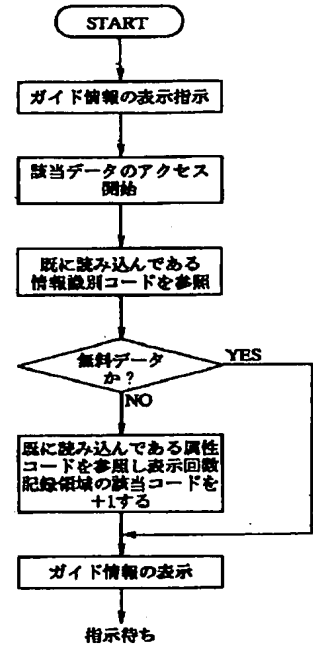 START
ガイド情報の表示指示
該当データのアクセス
開始
既に読み込んである
情報識別コードを参照
無料データ
か？
YES
NO
既に読み込んである属性
コードを参照し表示回数
記録領域の該当コードを
+1する
ガイド情報の表示
指示待ち